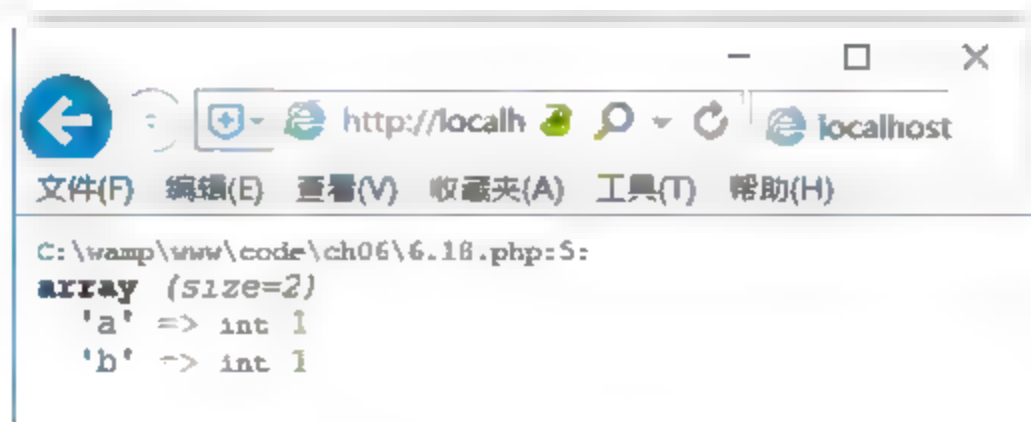 http://localh
localhost
文件(F) 编辑(E) 查看(V) 收藏夹(A) 工具(T) 帮助(H)
C:\wamp\www\code\ch06\6.18.php:5:
array (size=2)
'a' => int 1
'b' => int 1